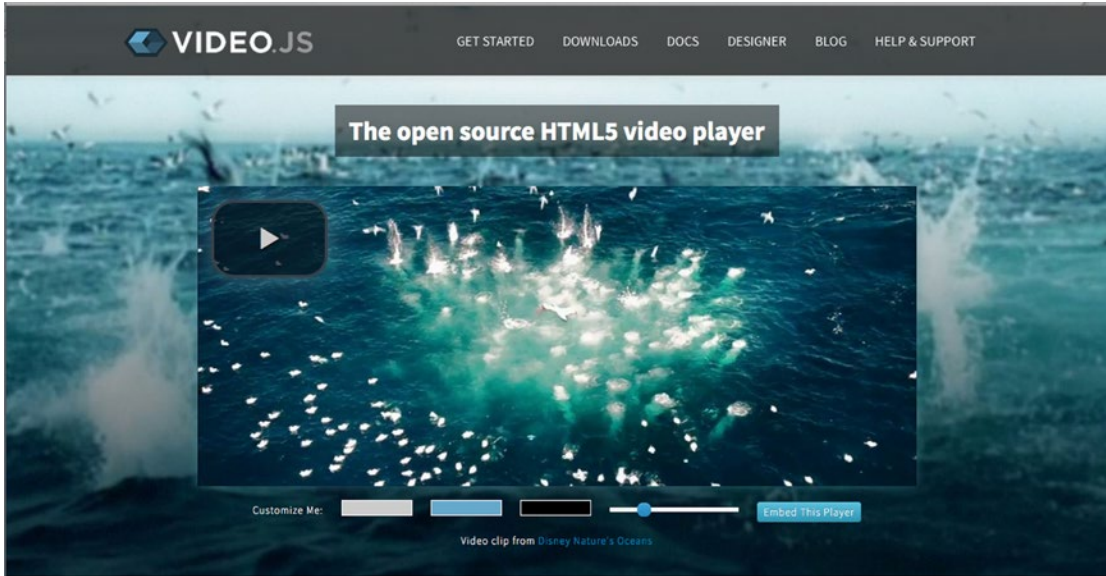 VIDEO.JS
GET STARTED DOWNLOADS DOCS DESIGNER BLOG HELP & SUPPORT
The open source HTML5 video player
Customize Me:
Embed This Player
Video clip from Disney Nature's Oceans